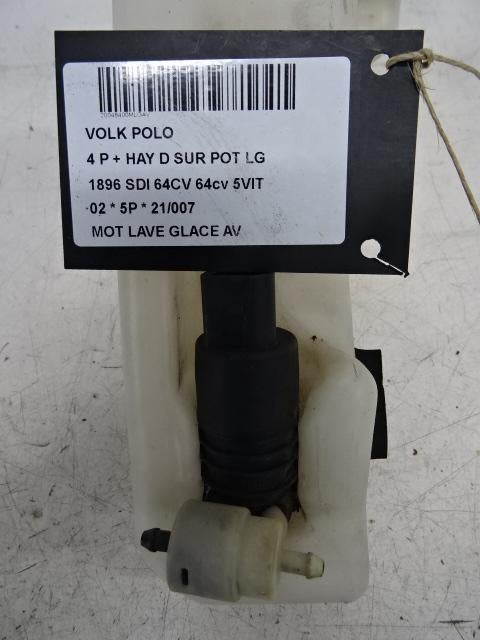 20048400MLGAV
VOLK POLO
4 P + HAY D SUR POT LG
1896 SDI 64CV 64cv 5VIT
02 * 5P * 21/007
MOT LAVE GLACE AV